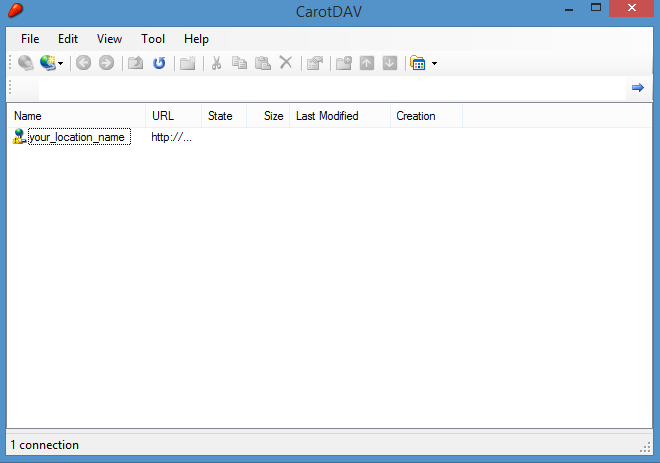 CarotDAV
File Edit View Tool Help
Name URL State Size Last Modified Creation
your_location_name http://...
1 connection